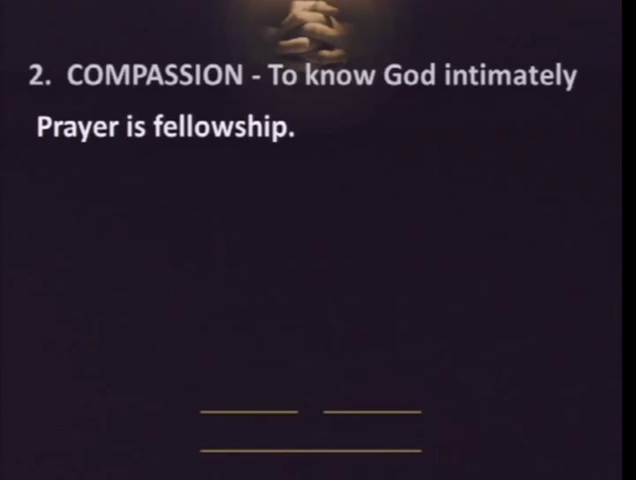 2. COMPASSION - To know God intimately
Prayer is fellowship.